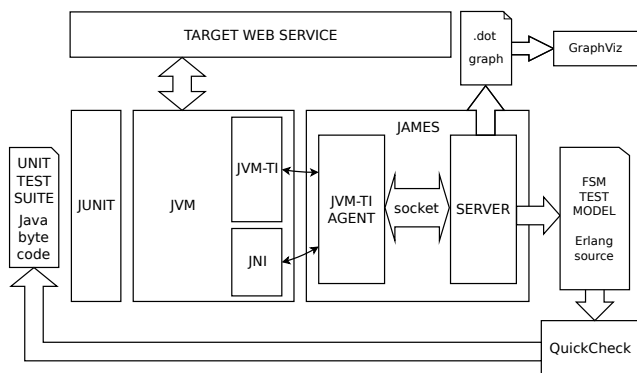 TARGET WEB SERVICE
.dot
graph
GraphViz
JAMES
UNIT
TEST
SUITE
Java
byte
code
JUNIT
JVM
JVM-TI
JNI
JVM-TI
AGENT
socket
SERVER
FSM
TEST
MODEL
Erlang
source
QuickCheck